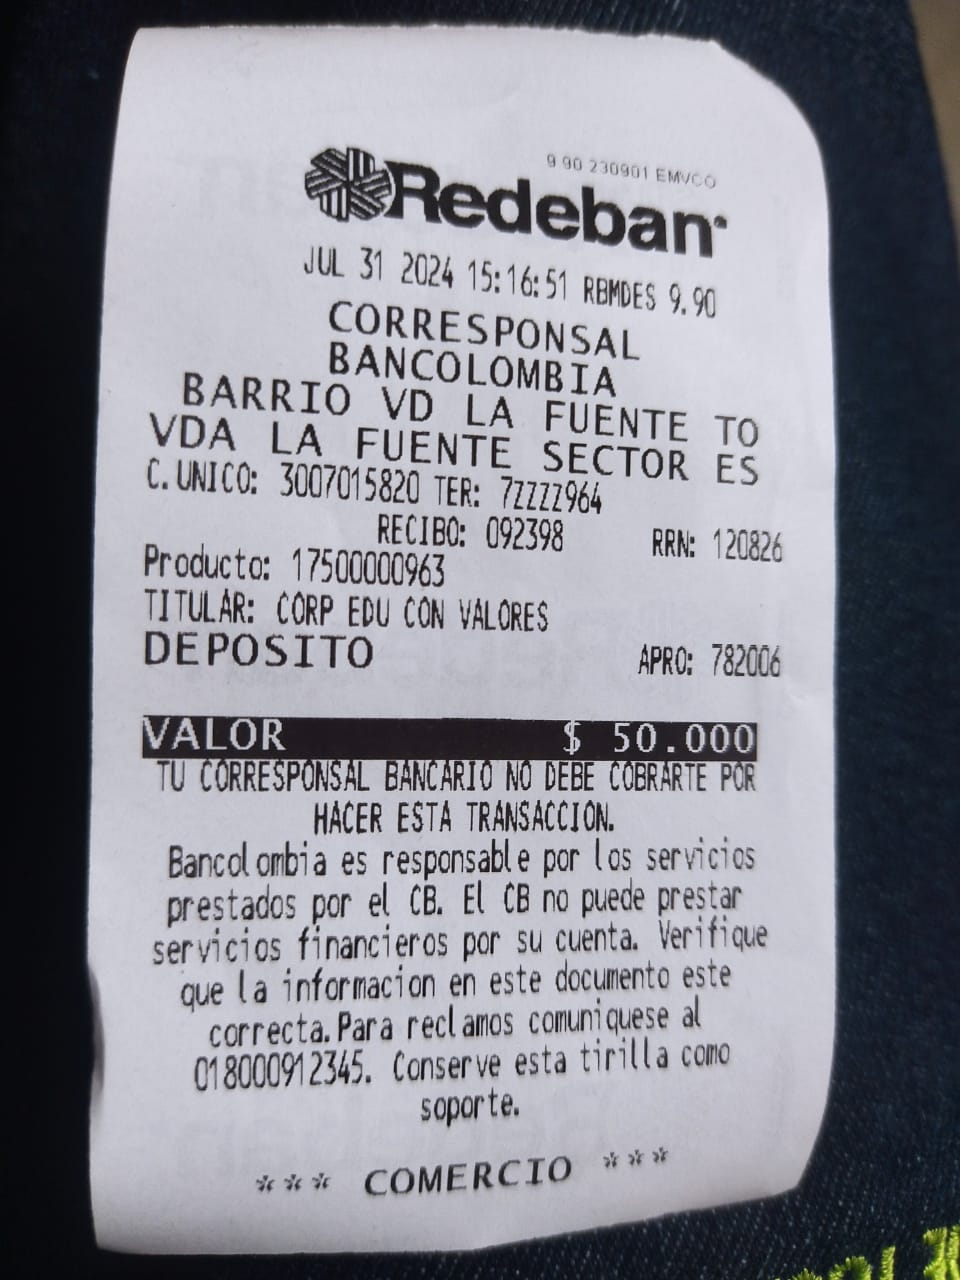 9 90 230901 EMVCO
Redeban
JUL 31 2024 15:16:51 RBMDES 9.90
CORRESPONSAL
BANCOLOMBIA
BARRIO VD LA FUENTE TO
VDA LA FUENTE SECTOR ES
C. UNICO: 3007015820 TER: 7ZZZZ964
RECIBO: 092398 RRN: 120826
Producto: 17500000963
TITULAR: CORP EDU CON VALORES
DEPOSITO APRO: 782006
VALOR $ 50.000
TU CORRESPONSAL BANCARIO NO DEBE COBRARTE POR
HACER ESTA TRANSACCION.
Bancolombia es responsable por los servicios
prestados por el CB. El CB no puede prestar
servicios financieros por su cuenta. Verifique
que la informacion en este documento este
correcta. Para reclamos comuniquese al
018000912345. Conserve esta tirilla como
soporte.
*** COMERCIO ***